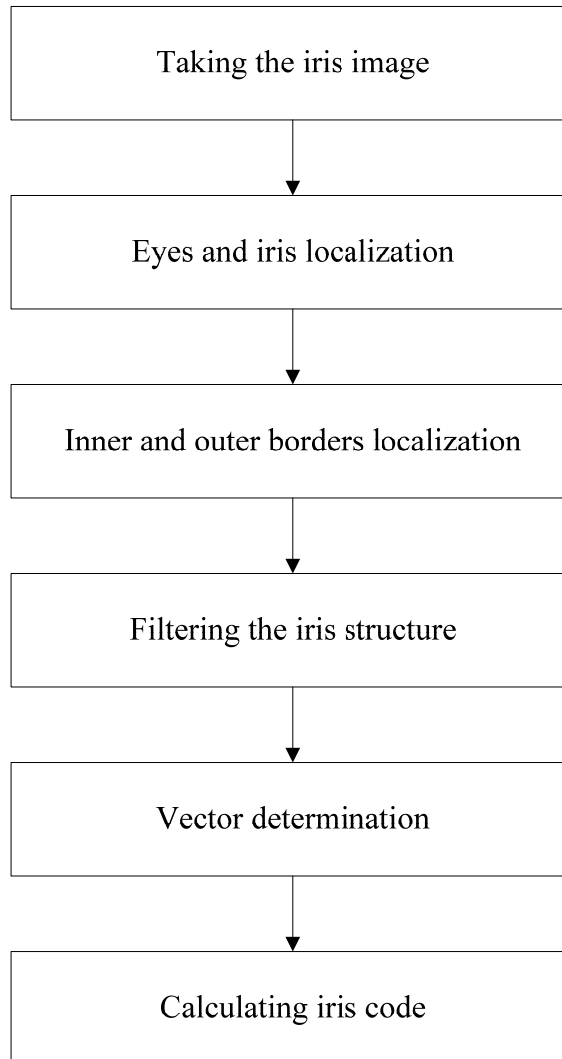 Taking the iris image
Eyes and iris localization
Inner and outer borders localization
Filtering the iris structure
Vector determination
Calculating iris code